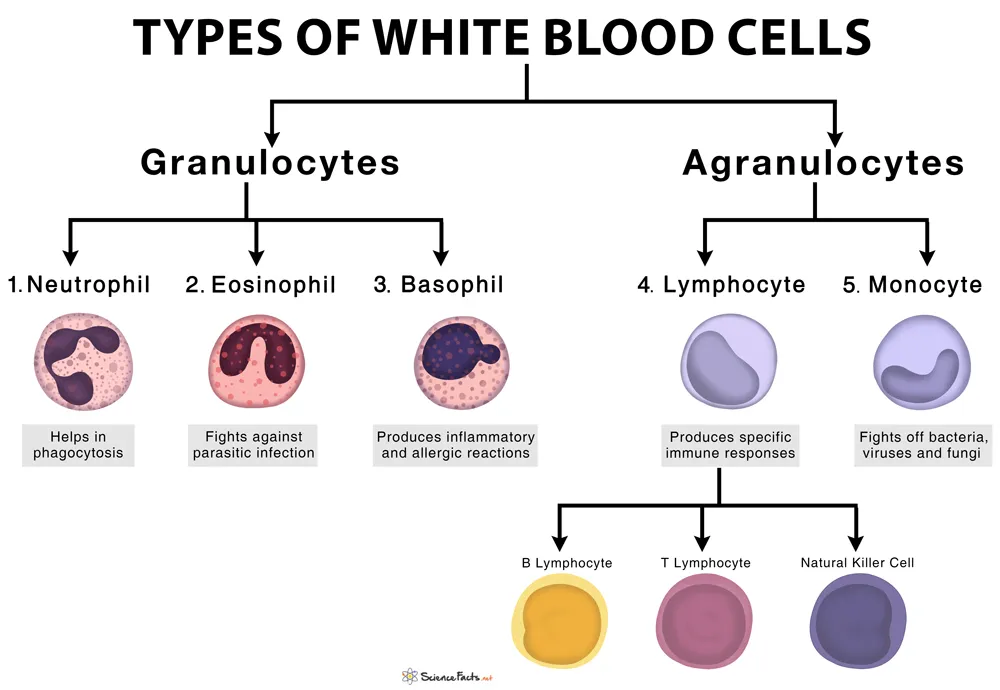 TYPES OF WHITE BLOOD CELLS
Granulocytes
Agranulocytes
1. Neutrophil
2. Eosinophil
3. Basophil
4. Lymphocyte
5. Monocyte
Helps in
phagocytosis
Fights against
parasitic infection
Produces inflammatory
and allergic reactions
Produces specific
immune responses
Fights off bacteria,
viruses and fungi
B Lymphocyte
T Lymphocyte
Natural Killer Cell
ScienceFacts.net